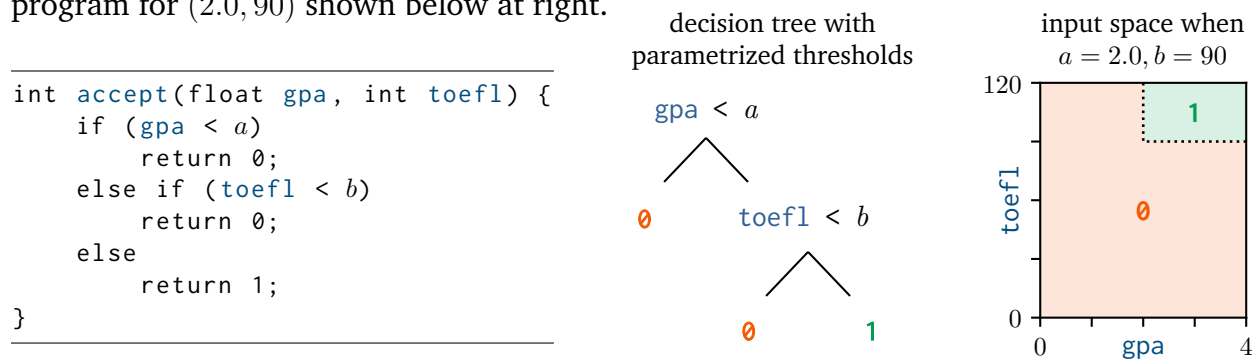 program for (2.0, 90) shown below at right.
int accept(float gpa, int toefl) {
if (gpa < a)
return 0;
else if (toefl < b)
return 0;
else
return 1;
}
decision tree with
parametrized thresholds
gpa < a
0
toefl < b
0 1
input space when
a = 2.0, b = 90
120
1
toefl
0
0
0 gpa 4